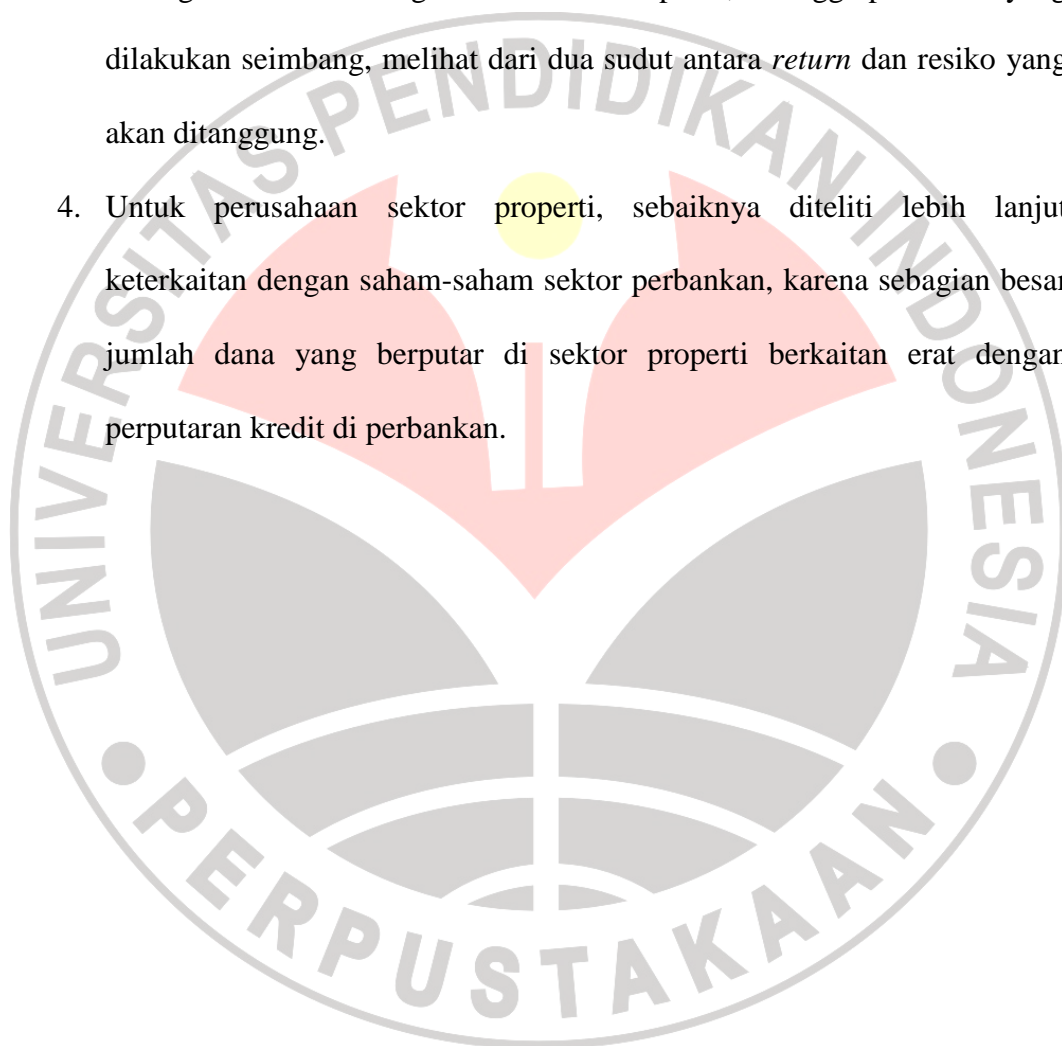 dilakukan seimbang, melihat dari dua sudut antara return dan resiko yang
akan ditanggung.
4. Untuk perusahaan sektor properti, sebaiknya diteliti lebih lanjut
keterkaitan dengan saham-saham sektor perbankan, karena sebagian besar
jumlah dana yang berputar di sektor properti berkaitan erat dengan
perputaran kredit di perbankan.
UNIVERSITAS PENDIDIKAN INDONESIA
PERPUSTAKAAN